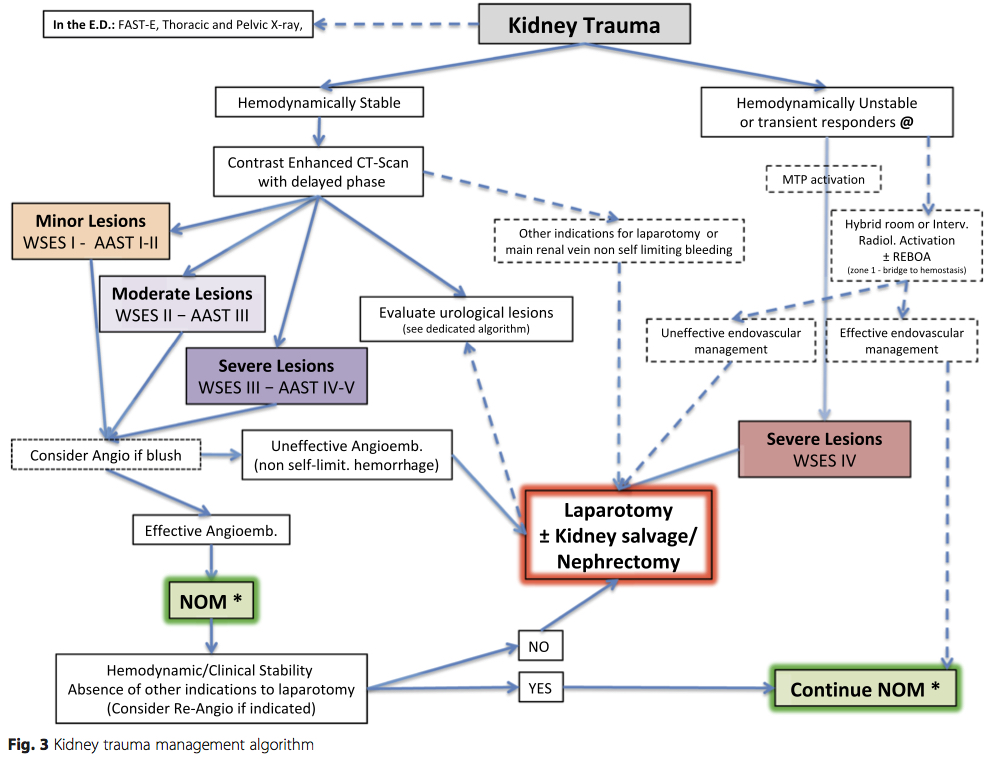 Kidney Trauma
In the E.D.: FAST-E, Thoracic and Pelvic X-ray,
Hemodynamically Stable
Hemodynamically Unstable
or transient responders @
Contrast Enhanced CT-Scan
with delayed phase
MTP activation
Minor Lesions
WSES I - AAST I-II
Other indications for laparotomy or
main renal vein non self limiting bleeding
Hybrid room or Interv.
Radiol. Activation
± REBOA
(zone 1 - bridge to hemostasis)
Moderate Lesions
WSES II – AAST III
Evaluate urological lesions
(see dedicated algorithm)
Uneffective endovascular
management
Effective endovascular
management
Severe Lesions
WSES III – AAST IV-V
Consider Angio if blush
Uneffective Angioemb.
(non self-limit. hemorrhage)
Severe Lesions
WSES IV
Laparotomy
± Kidney salvage/
Nephrectomy
Effective Angioemb.
NOM *
Hemodynamic/Clinical Stability
Absence of other indications to laparotomy
(Consider Re-Angio if indicated)
NO
YES
Continue NOM *
Fig. 3 Kidney trauma management algorithm